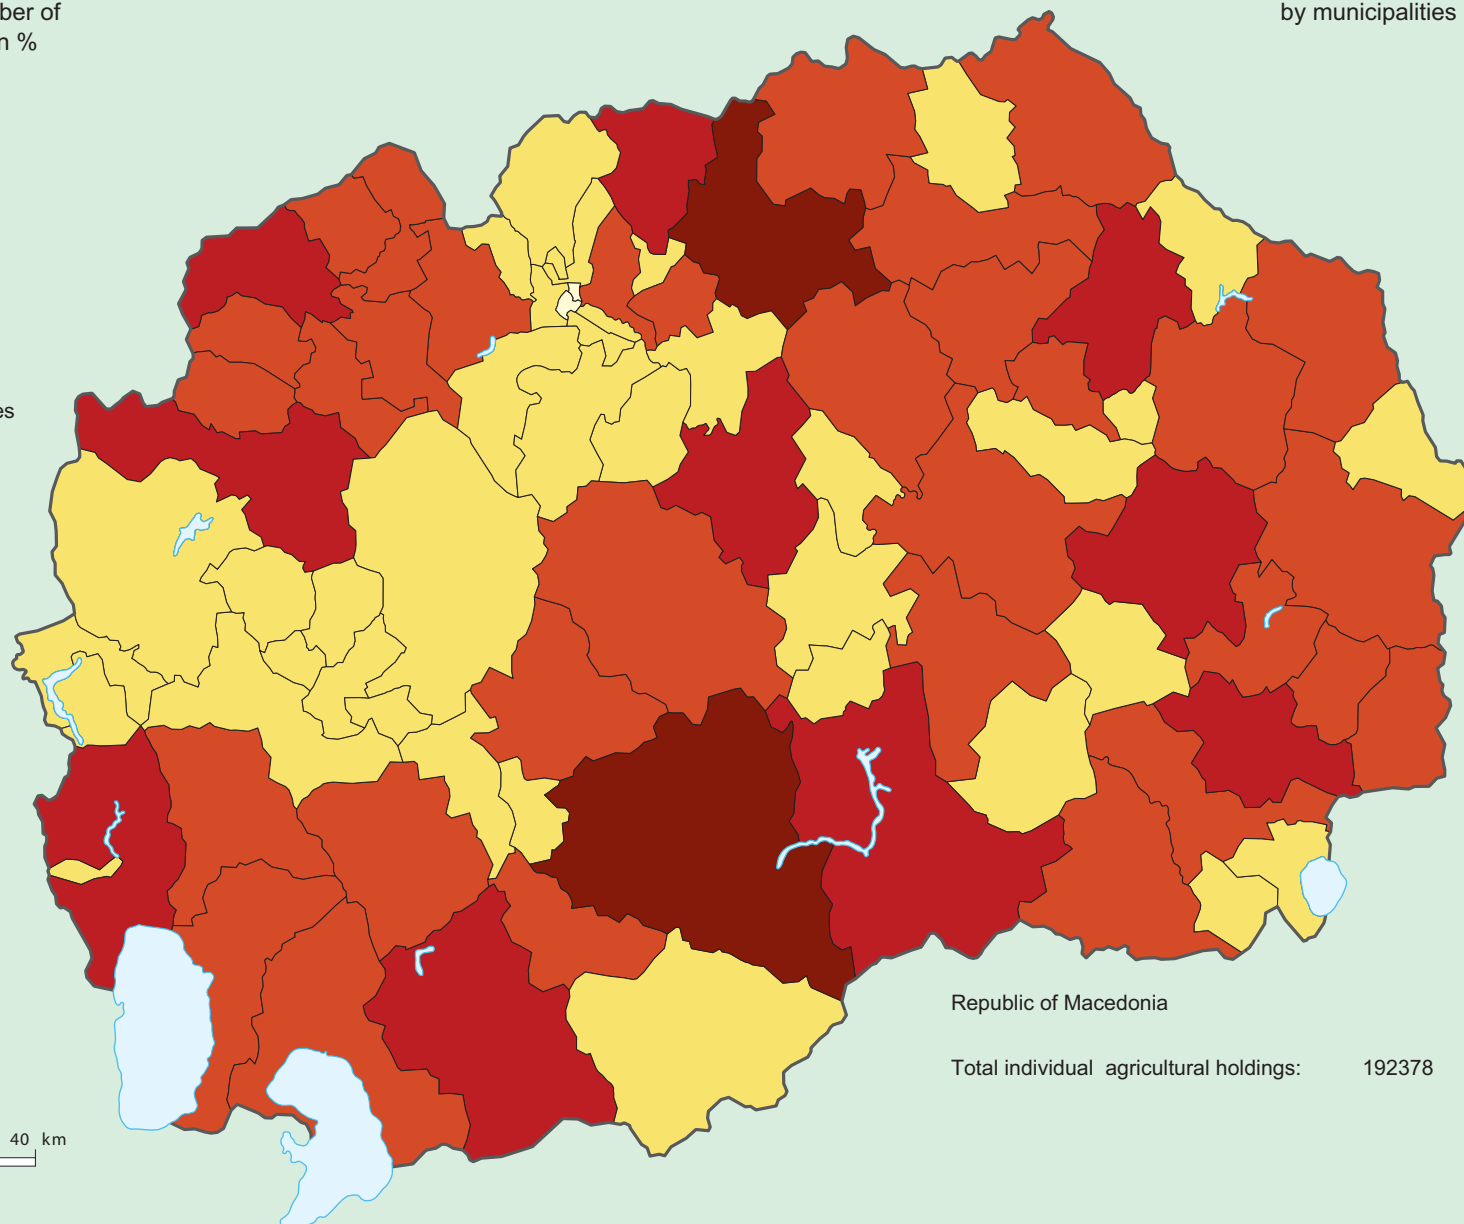 ber of
by municipalities
n %
es
Republic of Macedonia
Total individual agricultural holdings: 192378
40 km